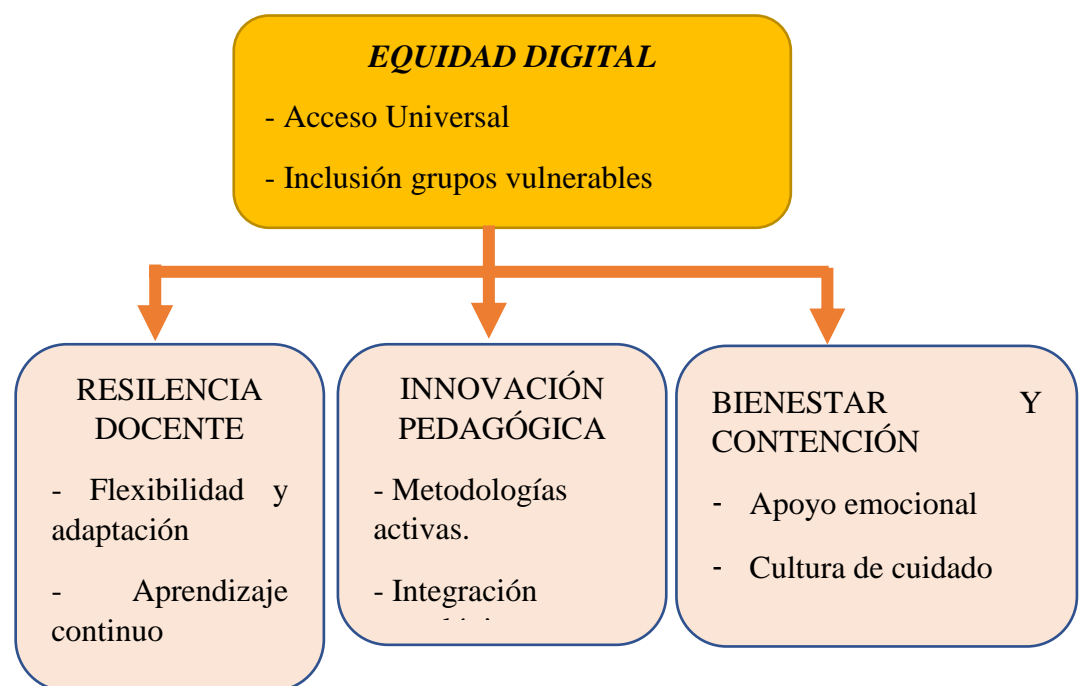 EQUIDAD DIGITAL
- Acceso Universal
- Inclusión grupos vulnerables
RESILENCIA
DOCENTE
- Flexibilidad y
adaptación
- Aprendizaje
continuo
INNOVACIÓN
PEDAGÓGICA
- Metodologías
activas.
- Integración
BIENESTAR Y
CONTENCIÓN
- Apoyo emocional
- Cultura de cuidado